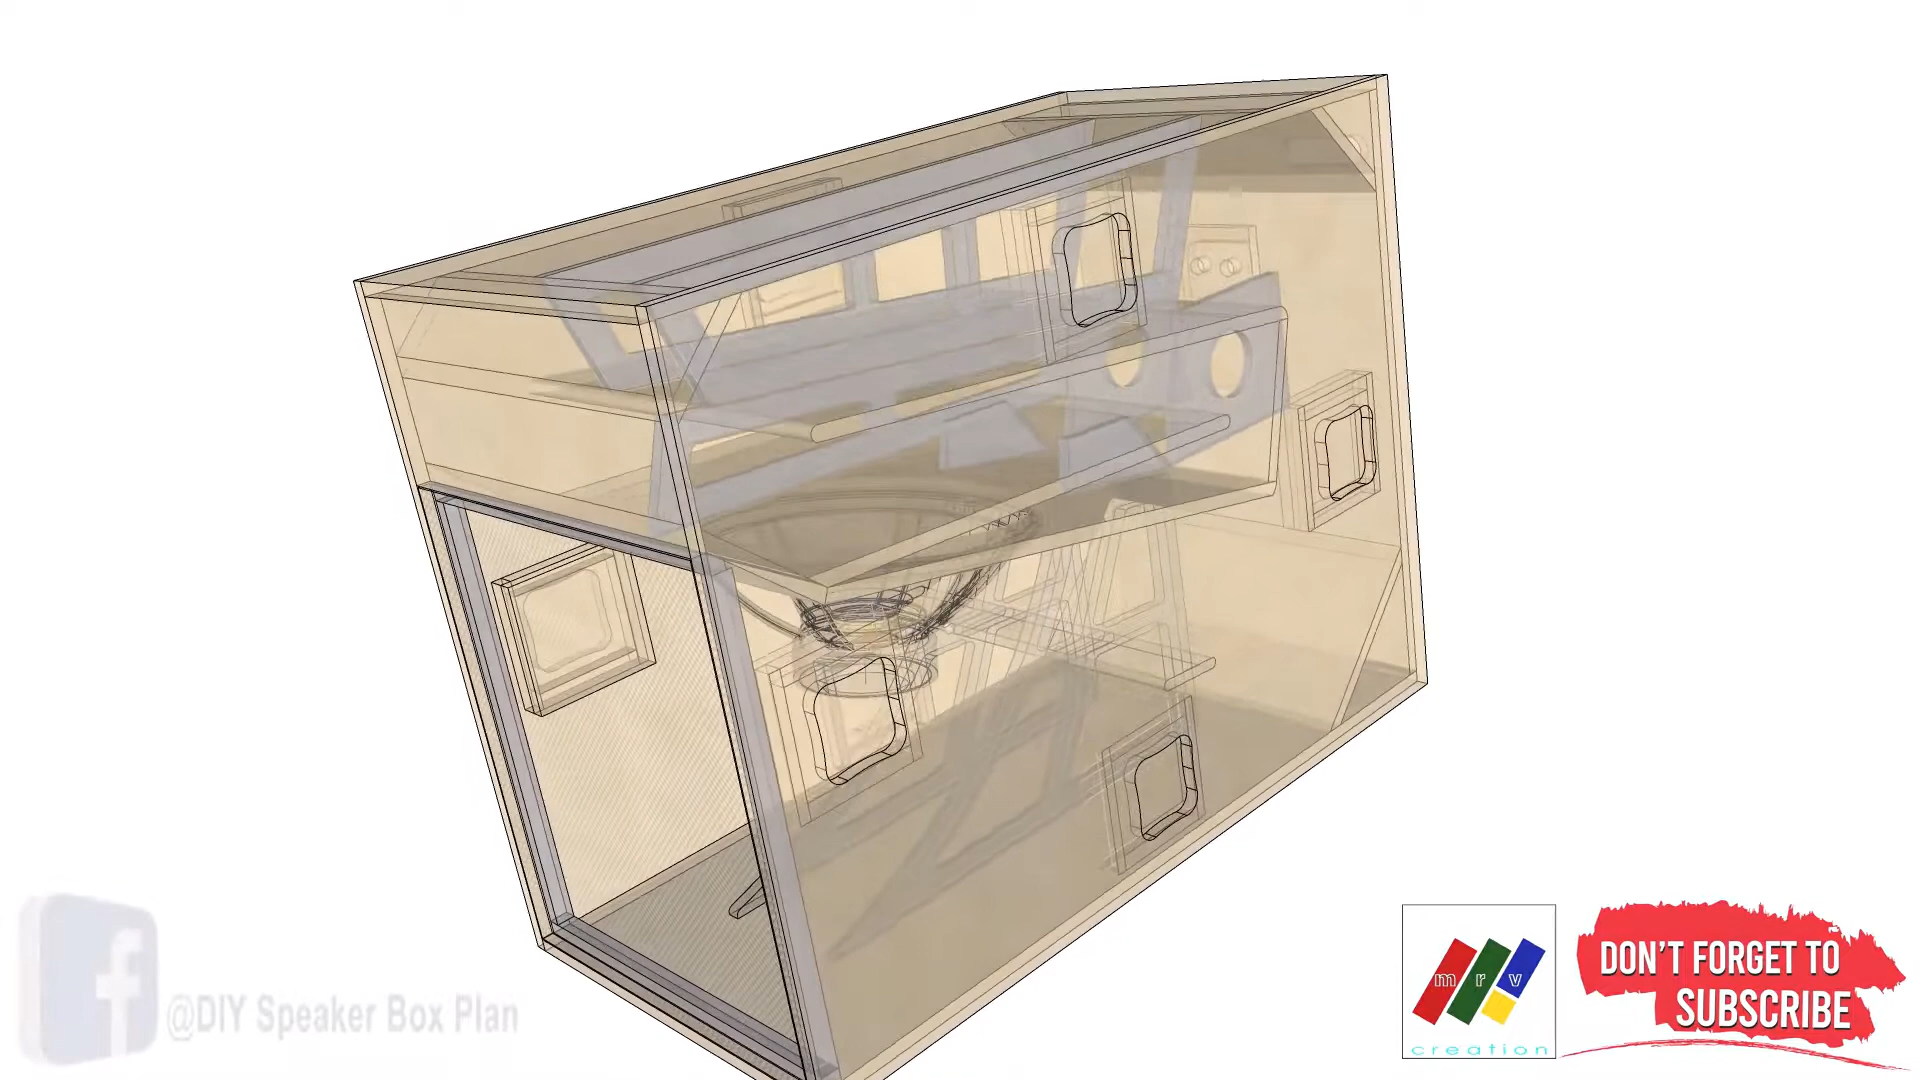 @DIY Speaker Box Plan
m r v
creation
DON'T FORGET TO
SUBSCRIBE